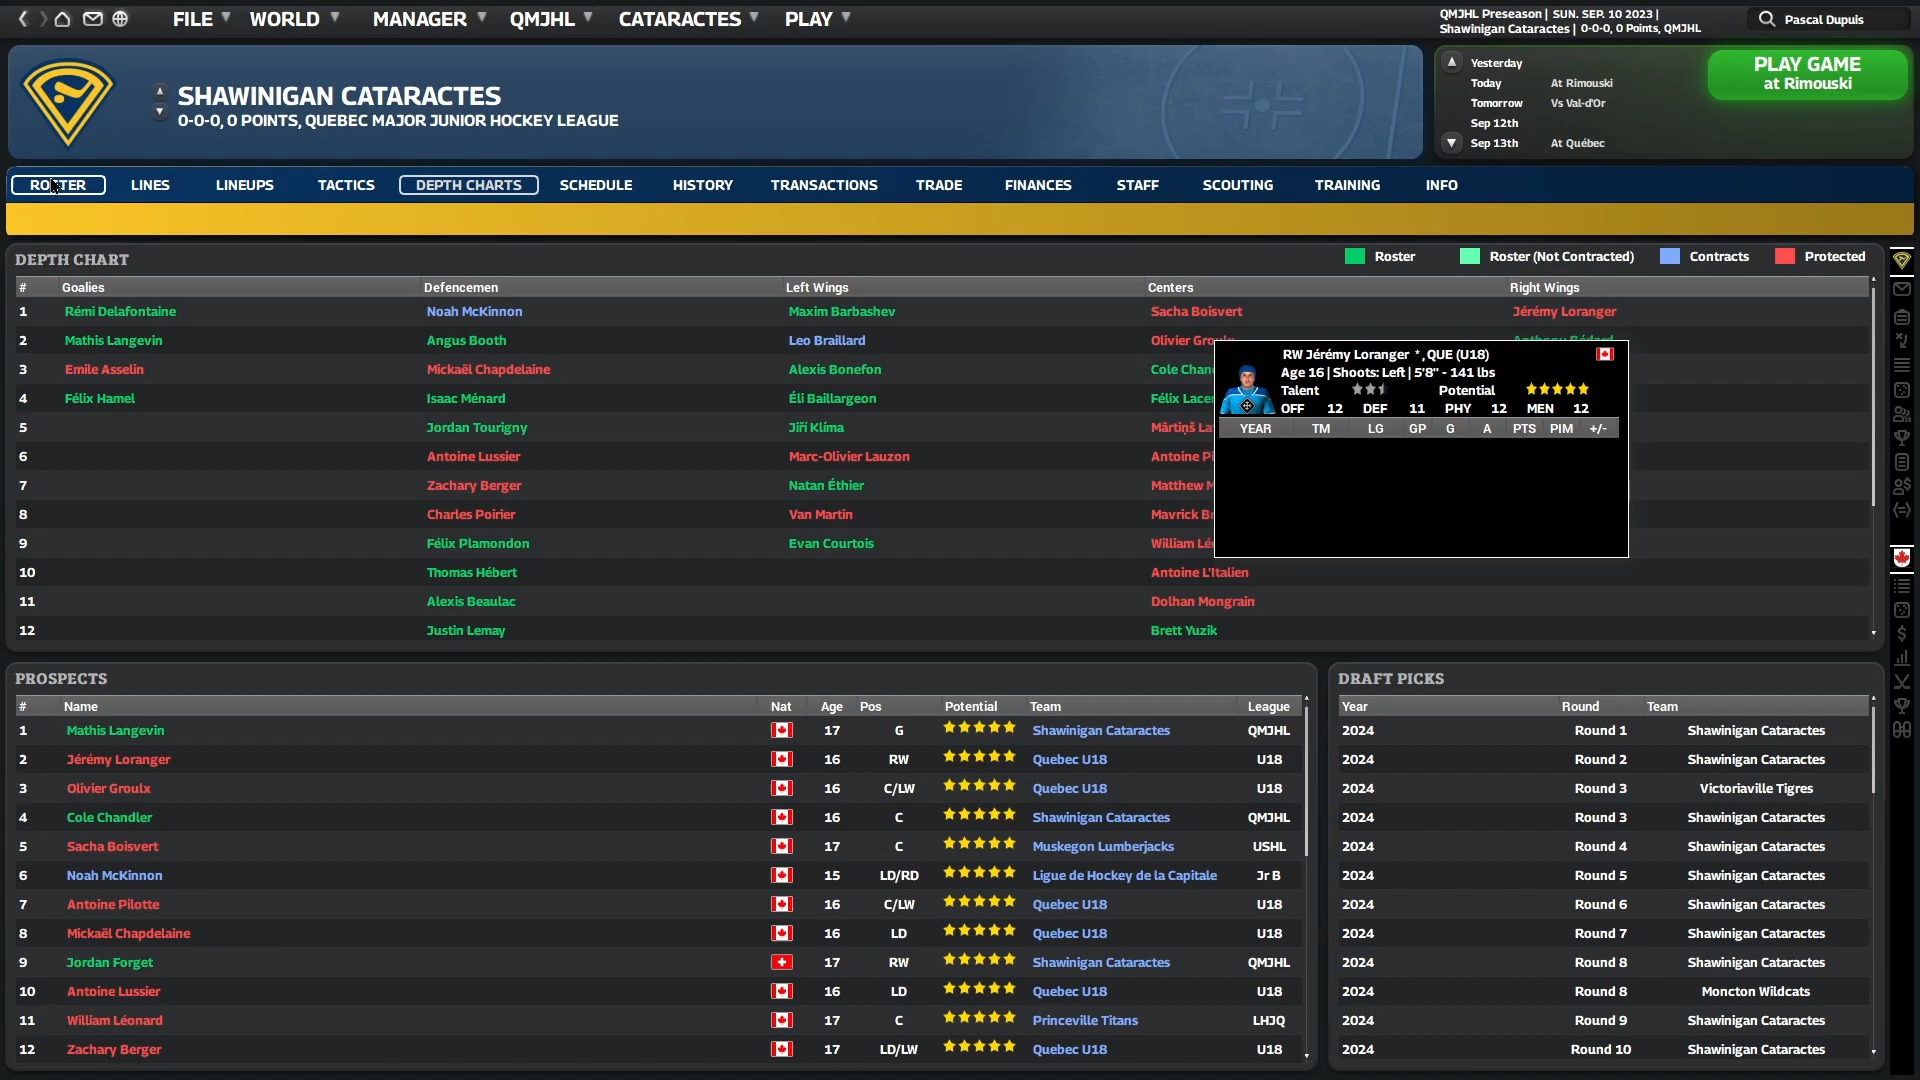 FILE WORLD MANAGER QMJHL CATARACTES PLAY
QMJHL Preseason | SUN. SEP. 10 2023 |
Shawinigan Cataractes | 0-0-0, 0 Points, QMJHL
Pascal Dupuis
SHAWINIGAN CATARACTES
0-0-0, 0 POINTS, QUEBEC MAJOR JUNIOR HOCKEY LEAGUE
Yesterday
Today At Rimouski
Tomorrow Vs Val-d'Or
Sep 12th
Sep 13th At Québec
PLAY GAME
at Rimouski
ROSTER LINES LINEUPS TACTICS DEPTH CHARTS SCHEDULE HISTORY TRANSACTIONS TRADE FINANCES STAFF SCOUTING TRAINING INFO
DEPTH CHART
Roster Roster (Not Contracted) Contracts Protected
# Goalies Defencemen Left Wings Centers Right Wings
1 Rémi Delafontaine Noah McKinnon Maxim Barbashev Sacha Boisvert Jérémy Loranger
2 Mathis Langevin Angus Booth Leo Braillard Olivier Gro
3 Emile Asselin Mickaël Chapdelaine Alexis Bonefon Cole Chan
4 Félix Hamel Isaac Ménard Éli Baillargeon Félix Lace
5 Jordan Tourigny Jiří Klíma Mārtiņš La
6 Antoine Lussier Marc-Olivier Lauzon Antoine Pi
7 Zachary Berger Natan Éthier Matthew M
8 Charles Poirier Van Martin Mavrick B
9 Félix Plamondon Evan Courtois William Lé
10 Thomas Hébert Antoine L'Italien
11 Alexis Beaulac Dolhan Mongrain
12 Justin Lemay Brett Yuzik
RW Jérémy Loranger *, QUE (U18)
Age 16 | Shoots: Left | 5'8" - 141 lbs
Talent Potential
OFF 12 DEF 11 PHY 12 MEN 12
YEAR TM LG GP G A PTS PIM +/-
PROSPECTS
# Name Nat Age Pos Potential Team League
1 Mathis Langevin 17 G Shawinigan Cataractes QMJHL
2 Jérémy Loranger 16 RW Quebec U18 U18
3 Olivier Groulx 16 C/LW Quebec U18 U18
4 Cole Chandler 16 C Shawinigan Cataractes QMJHL
5 Sacha Boisvert 17 C Muskegon Lumberjacks USHL
6 Noah McKinnon 15 LD/RD Ligue de Hockey de la Capitale Jr B
7 Antoine Pilotte 16 C/LW Quebec U18 U18
8 Mickaël Chapdelaine 16 LD Quebec U18 U18
9 Jordan Forget 17 RW Shawinigan Cataractes QMJHL
10 Antoine Lussier 16 LD Quebec U18 U18
11 William Léonard 17 C Princeville Titans LHJQ
12 Zachary Berger 17 LD/LW Quebec U18 U18
DRAFT PICKS
Year Round Team
2024 Round 1 Shawinigan Cataractes
2024 Round 2 Shawinigan Cataractes
2024 Round 3 Victoriaville Tigres
2024 Round 3 Shawinigan Cataractes
2024 Round 4 Shawinigan Cataractes
2024 Round 5 Shawinigan Cataractes
2024 Round 6 Shawinigan Cataractes
2024 Round 7 Shawinigan Cataractes
2024 Round 8 Shawinigan Cataractes
2024 Round 8 Moncton Wildcats
2024 Round 9 Shawinigan Cataractes
2024 Round 10 Shawinigan Cataractes